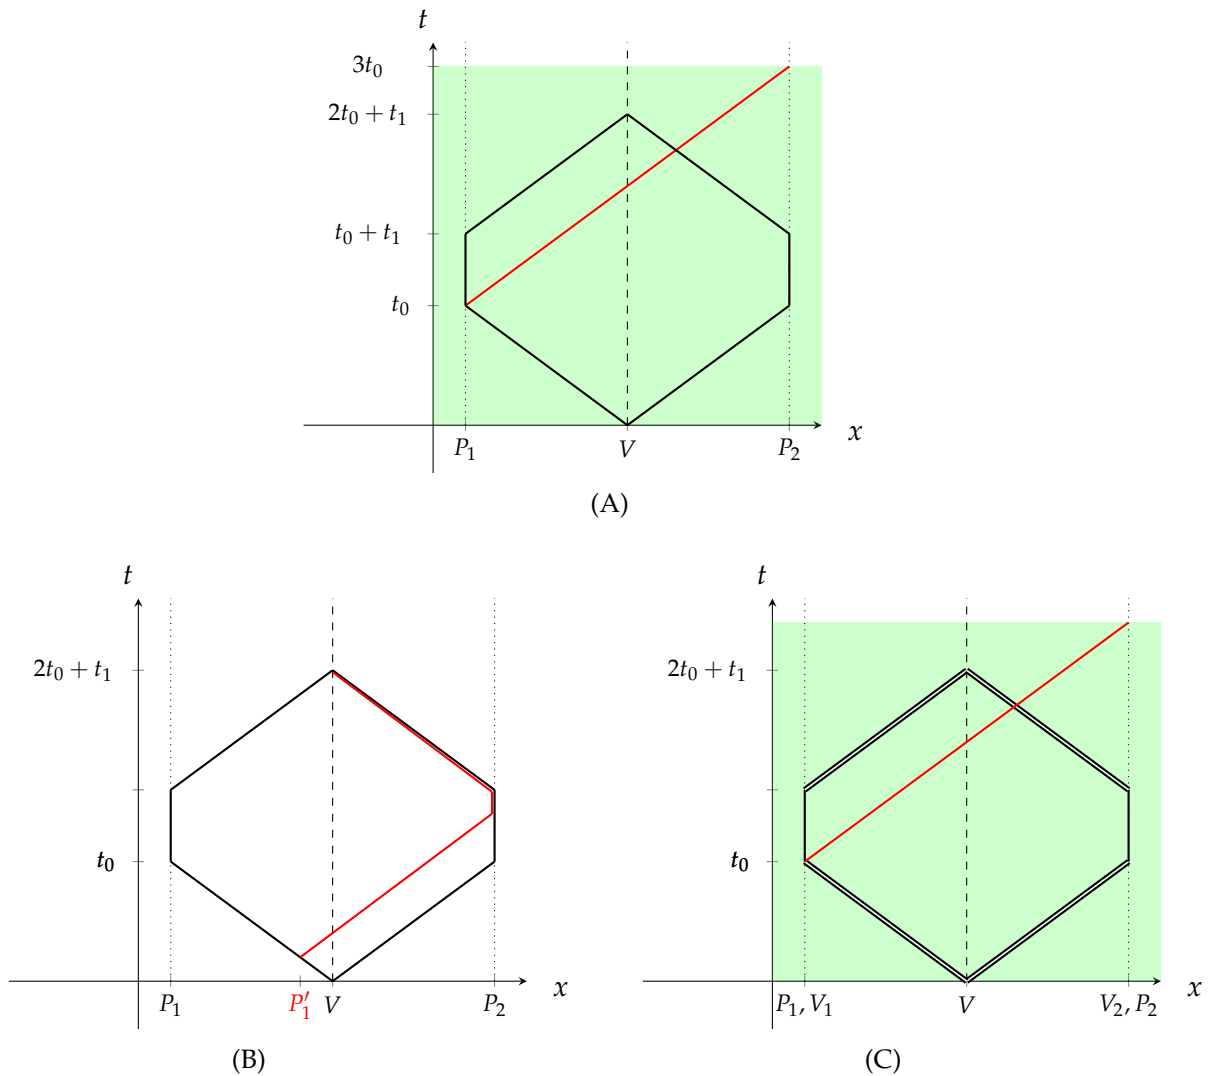 t
3t₀
2t₀ + t₁
t₀ + t₁
t₀
P₁ V P₂ x
(A)
t t
2t₀ + t₁ 2t₀ + t₁
t₀ t₀
P₁ P₁′ V P₂ x P₁, V₁ V V₂, P₂ x
(B) (C)